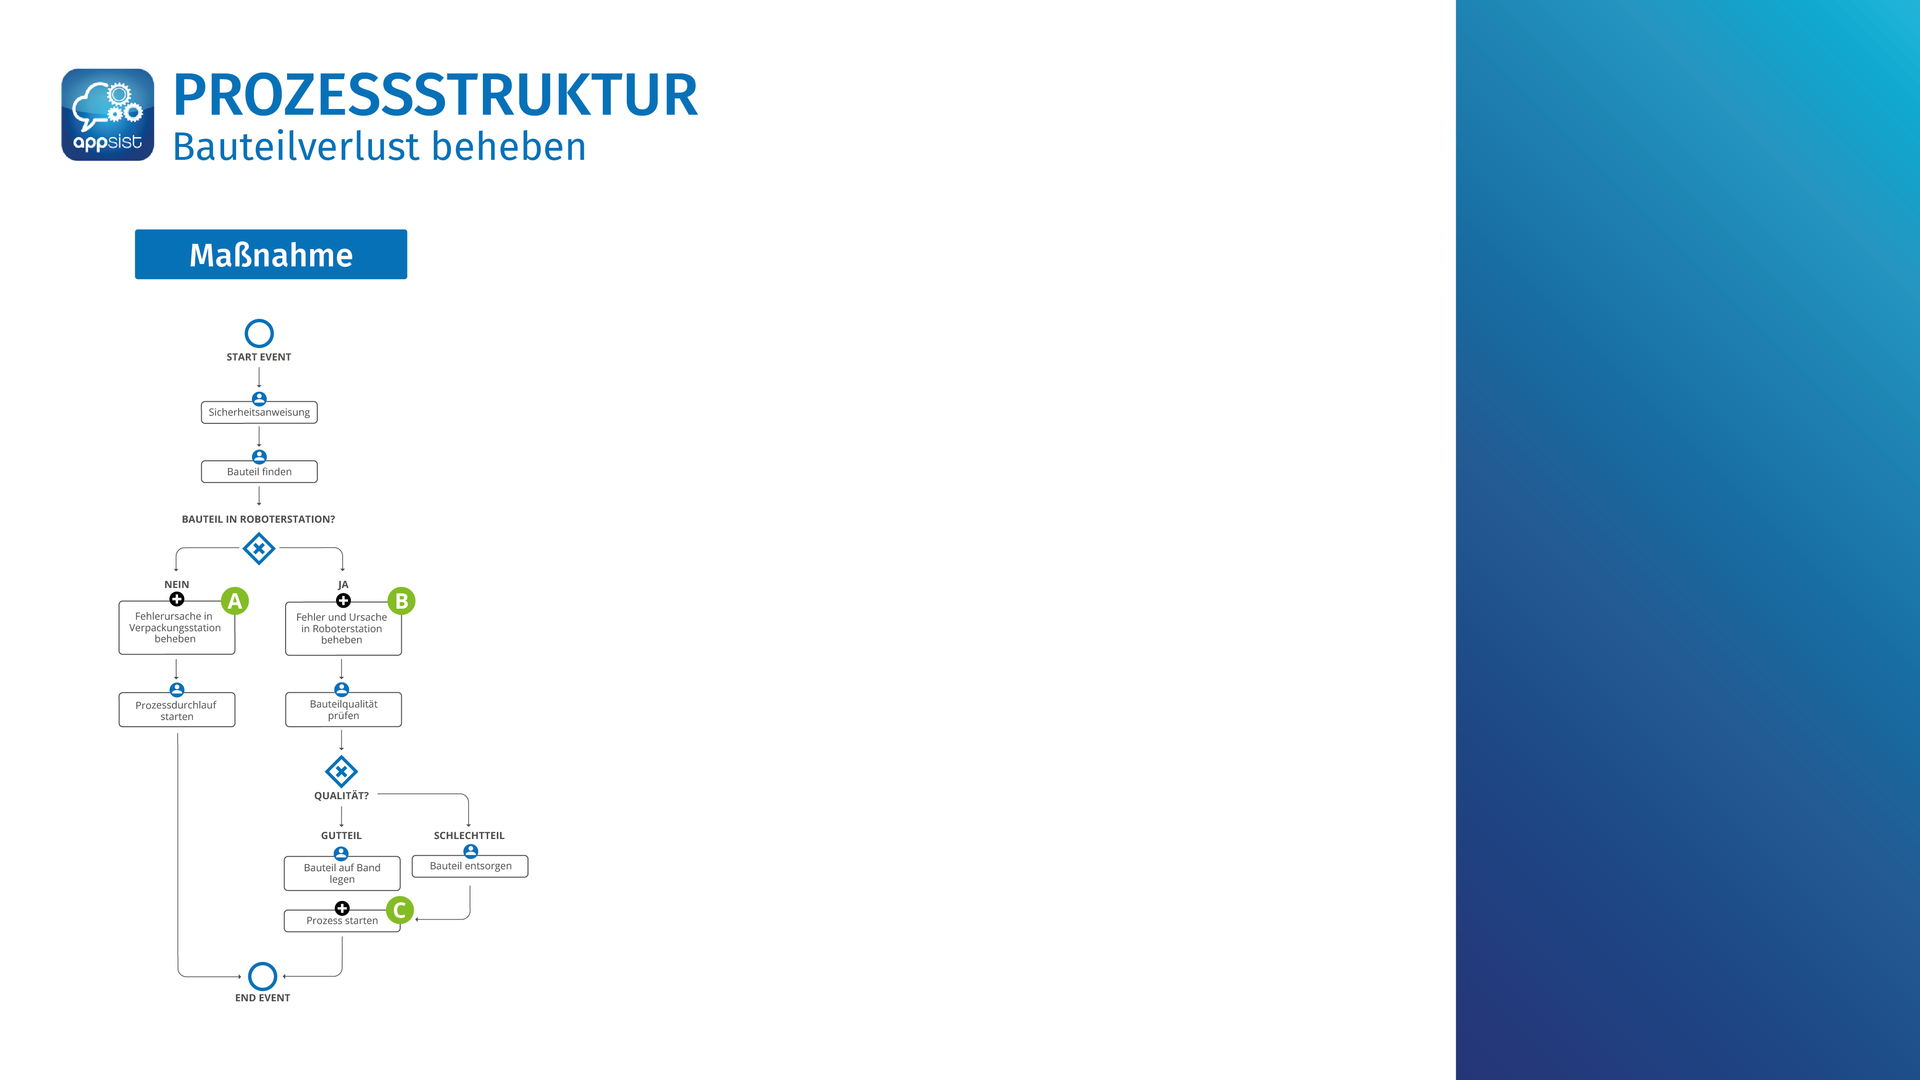 appsist
PROZESSSTRUKTUR
Bauteilverlust beheben
Maßnahme
START EVENT
Sicherheitsanweisung
Bauteil finden
BAUTEIL IN ROBOTERSTATION?
NEIN
A
Fehlerursache in
Verpackungsstation
beheben
Prozessdurchlauf
starten
JA
B
Fehler und Ursache
in Roboterstation
beheben
Bauteilqualität
prüfen
QUALITÄT?
GUTTEIL
Bauteil auf Band
legen
SCHLECHTTEIL
Bauteil entsorgen
C
Prozess starten
END EVENT